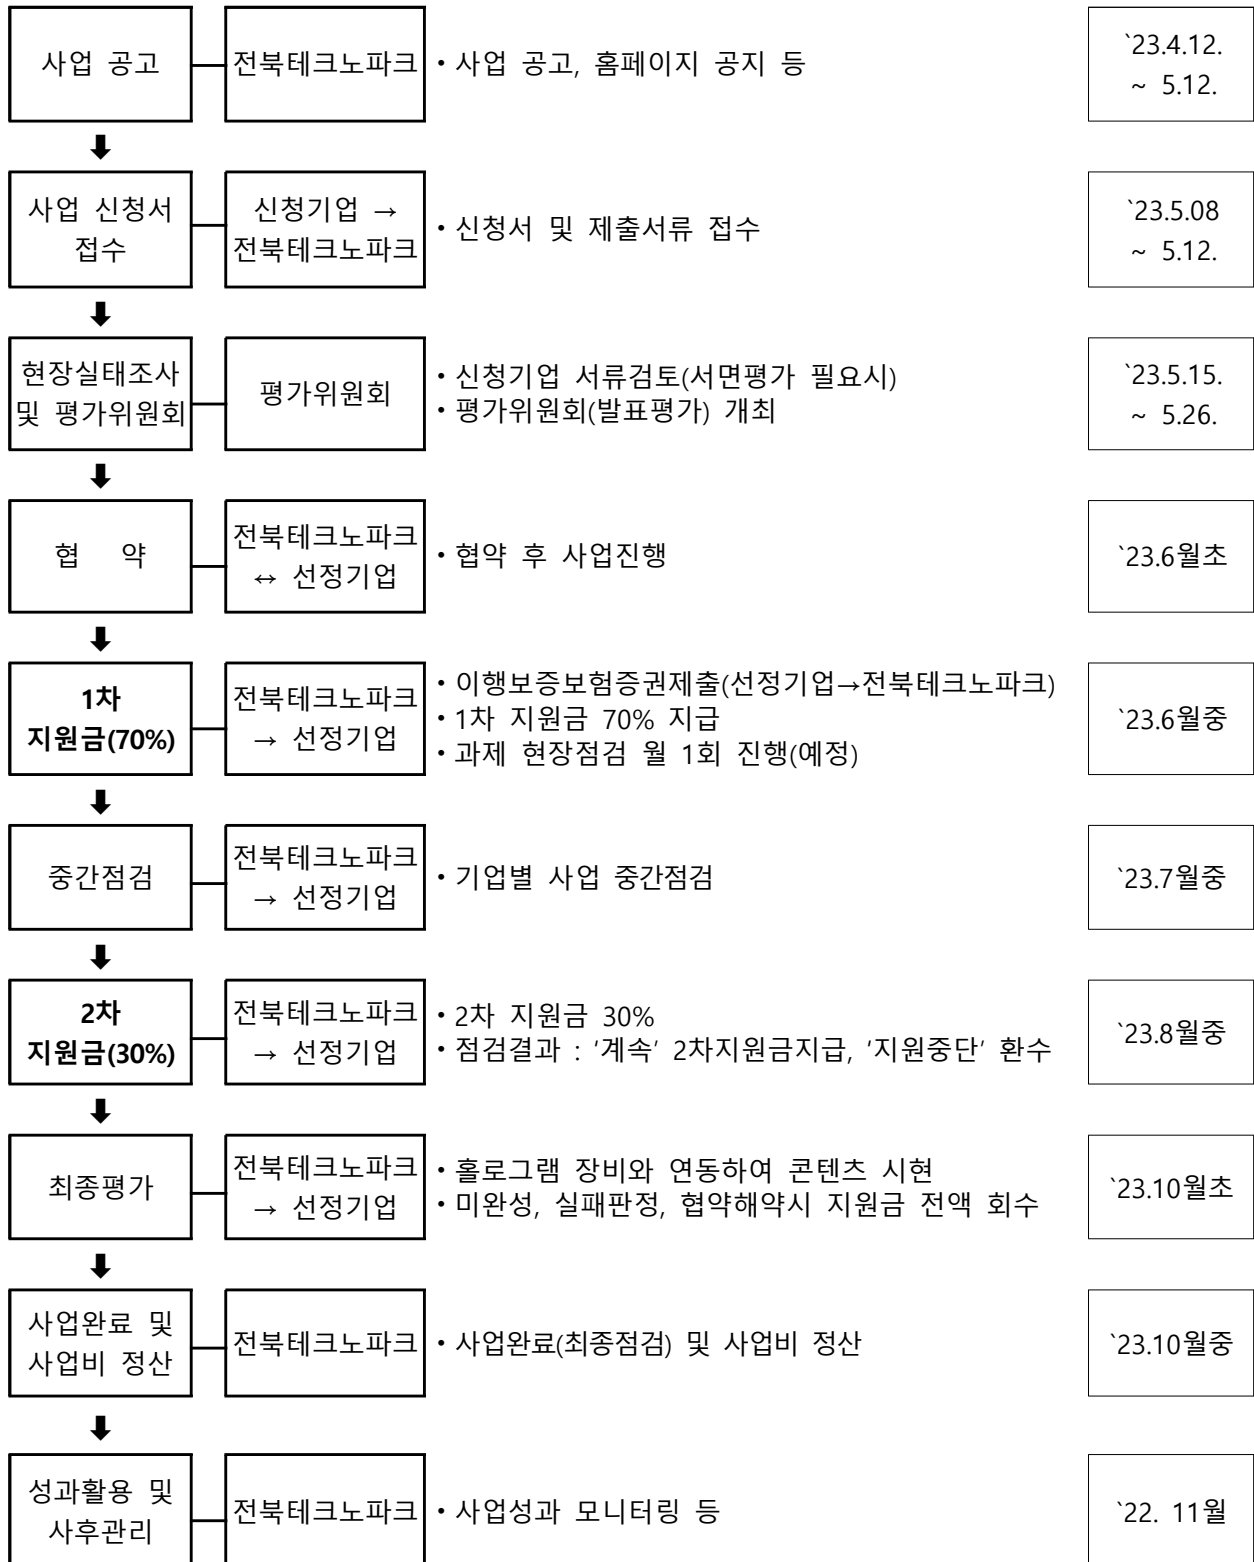 사업 공고
전북테크노파크
• 사업 공고, 홈페이지 공지 등
`23.4.12.
~ 5.12.
사업 신청서
접수
신청기업 →
전북테크노파크
• 신청서 및 제출서류 접수
`23.5.08
~ 5.12.
현장실태조사
및 평가위원회
평가위원회
• 신청기업 서류검토(서면평가 필요시)
• 평가위원회(발표평가) 개최
`23.5.15.
~ 5.26.
협 약
전북테크노파크
↔ 선정기업
• 협약 후 사업진행
`23.6월초
1차
지원금(70%)
전북테크노파크
→ 선정기업
• 이행보증보험증권제출(선정기업→전북테크노파크)
• 1차 지원금 70% 지급
• 과제 현장점검 월 1회 진행(예정)
`23.6월중
중간점검
전북테크노파크
→ 선정기업
• 기업별 사업 중간점검
`23.7월중
2차
지원금(30%)
전북테크노파크
→ 선정기업
• 2차 지원금 30%
• 점검결과 : ‘계속’ 2차지원금지급, ‘지원중단’ 환수
`23.8월중
최종평가
전북테크노파크
→ 선정기업
• 홀로그램 장비와 연동하여 콘텐츠 시현
• 미완성, 실패판정, 협약해약시 지원금 전액 회수
`23.10월초
사업완료 및
사업비 정산
전북테크노파크
• 사업완료(최종점검) 및 사업비 정산
`23.10월중
성과활용 및
사후관리
전북테크노파크
• 사업성과 모니터링 등
`22. 11월